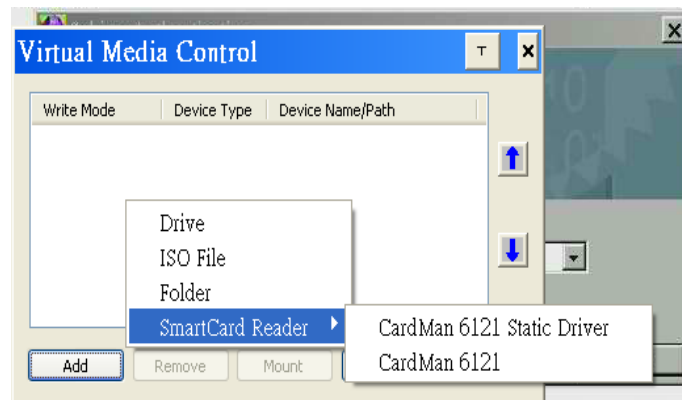 Virtual Media Control
T
Write Mode Device Type Device Name/Path
Drive
ISO File
Folder
SmartCard Reader
CardMan 6121 Static Driver
CardMan 6121
Add Remove Mount